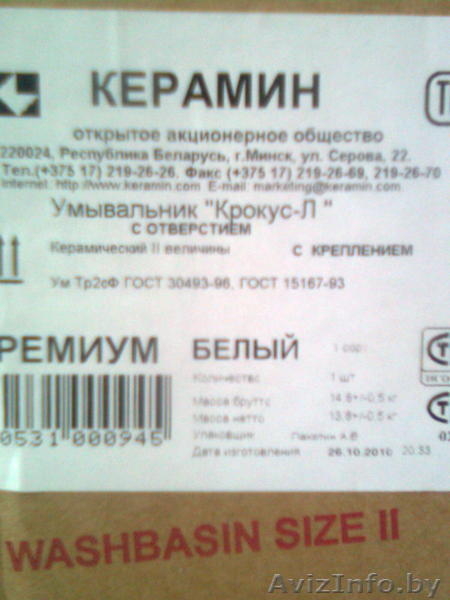 КЕРАМИН
открытое акционерное общество
220024, Республика Беларусь, г.Минск, ул. Серова, 22.
Тел.(+375 17) 219-26-26. Факс (+375 17) 219-26-69, 219-26-70
Internet: http://www.keramin.com E-mail: marketing@keramin.com
Умывальник "Крокус-Л "
С ОТВЕРСТИЕМ
Керамический II величины С КРЕПЛЕНИЕМ
Ум Тр2сФ ГОСТ 30493-96, ГОСТ 15167-93
РЕМИУМ БЕЛЫЙ
Количество 1 шт
Масса брутто 14.8+/-0.5 кг
Масса нетто 13.8+/-0.5 кг
0531 000945
Упаковщик А.В
Дата изготовления 26.10.2010 20:33
WASHBASIN SIZE II
AvizInfo.by